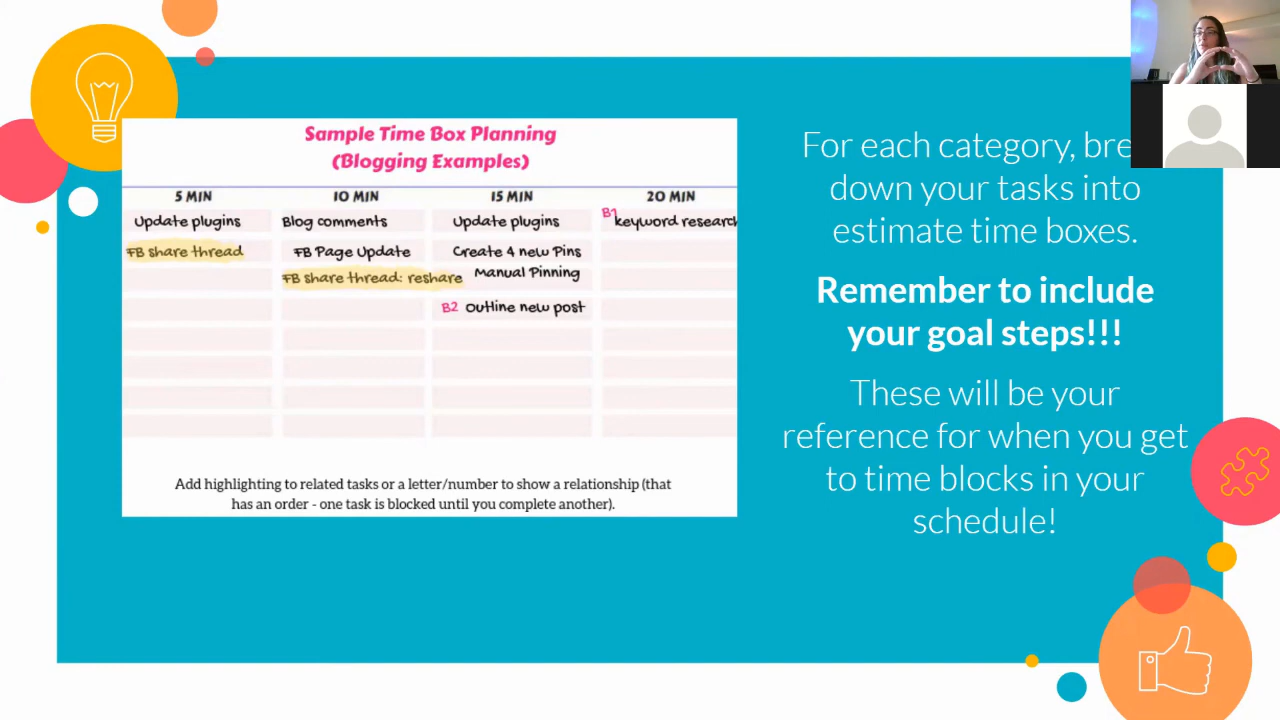 Sample Time Box Planning
(Blogging Examples)
5 MIN 10 MIN 15 MIN 20 MIN
Update plugins Blog comments Update plugins B1 keyword research
FB share thread FB Page Update Create 4 new Pins
FB share thread: reshare Manual Pinning
B2 Outline new post
Add highlighting to related tasks or a letter/number to show a relationship (that
has an order - one task is blocked until you complete another).
For each category, bre
down your tasks into
estimate time boxes.
Remember to include
your goal steps!!!
These will be your
reference for when you get
to time blocks in your
schedule!